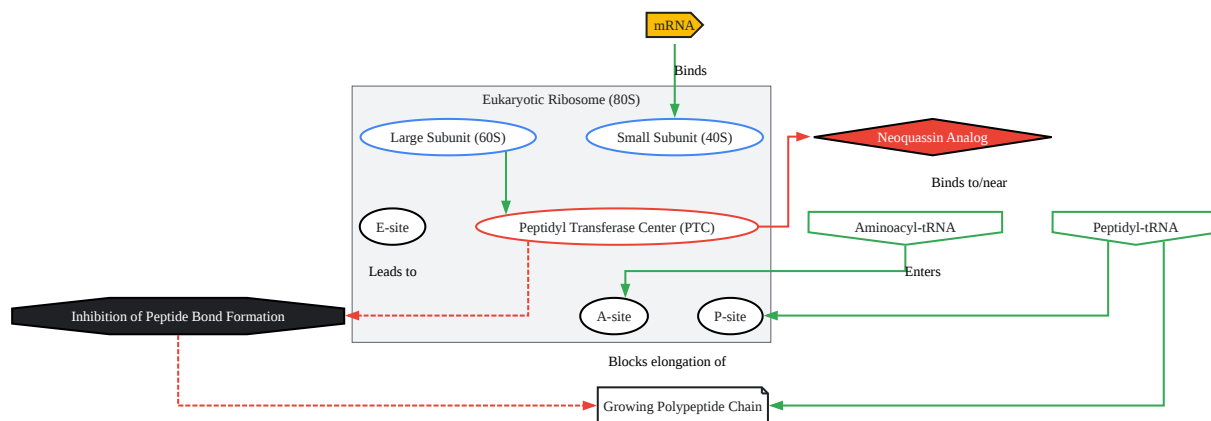 mRNA
Binds
Eukaryotic Ribosome (80S)
Large Subunit (60S)
Small Subunit (40S)
Neoquassin Analog
Binds to/near
E-site
Peptidyl Transferase Center (PTC)
Aminoacyl-tRNA
Peptidyl-tRNA
Leads to
Enters
Inhibition of Peptide Bond Formation
A-site
P-site
Blocks elongation of
Growing Polypeptide Chain